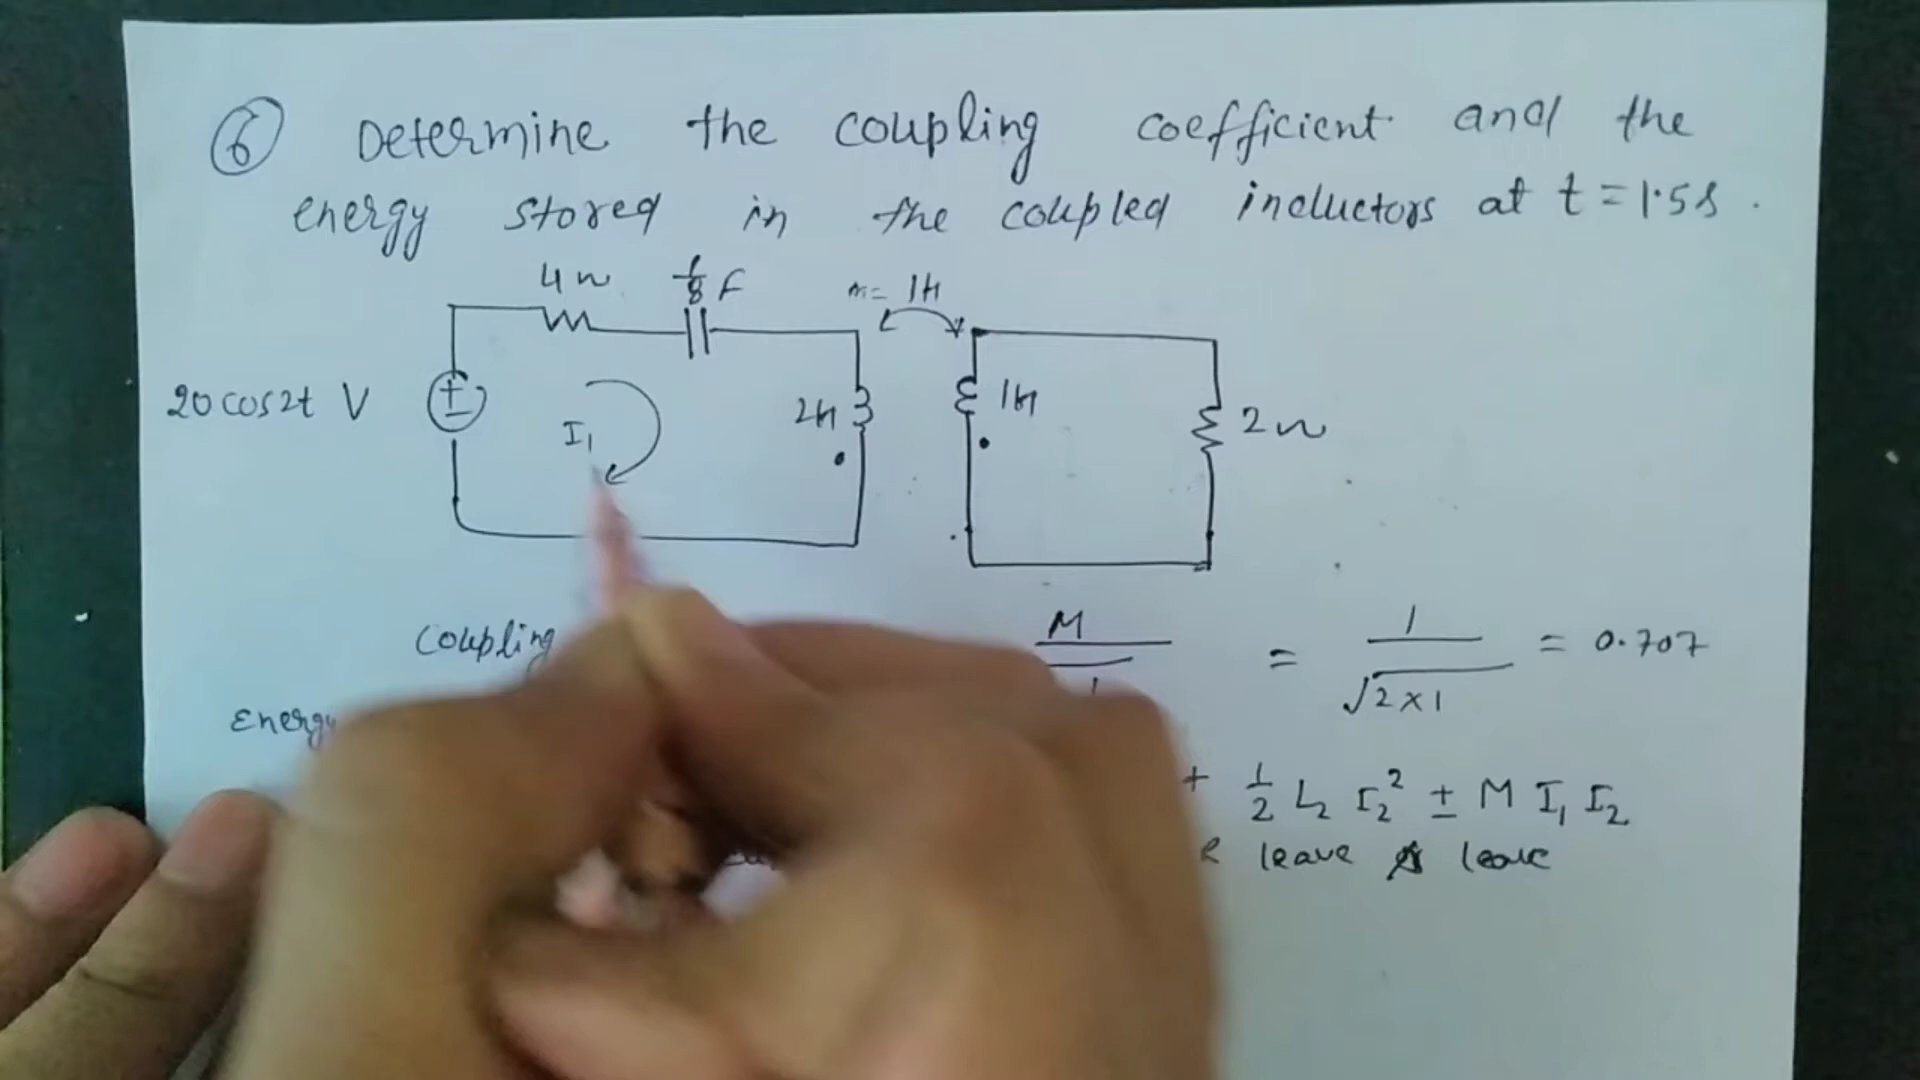 6 Determine the coupling coefficient and the
energy stored in the coupled inductors at t = 1.5s.
4Ω 1/8 F M = 1H
20 cos2t V + - I₁ 2H 1H 2Ω
Coupling M = 1/√2×1 = 0.707
Energy
+ 1/2 L₂ I₂² ± M I₁ I₂
leave leave